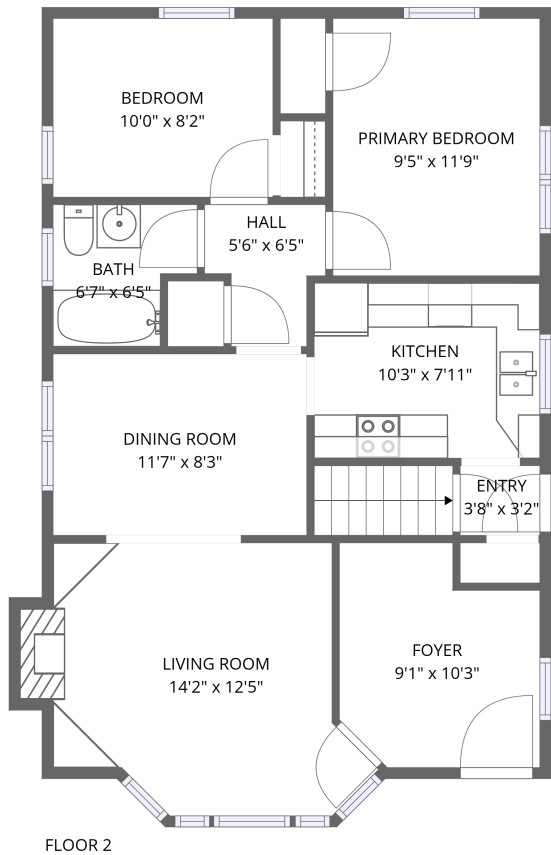 BEDROOM
10'0" x 8'2"
PRIMARY BEDROOM
9'5" x 11'9"
HALL
5'6" x 6'5"
BATH
6'7" x 6'5"
KITCHEN
10'3" x 7'11"
DINING ROOM
11'7" x 8'3"
ENTRY
3'8" x 3'2"
LIVING ROOM
14'2" x 12'5"
FOYER
9'1" x 10'3"
FLOOR 2